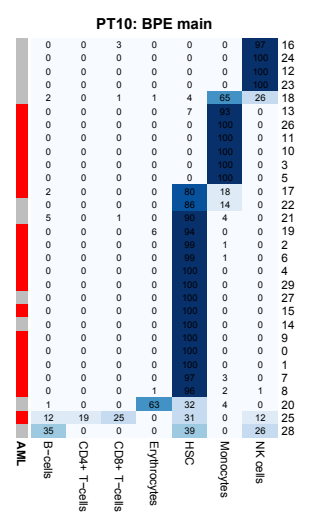 PT10: BPE main
0 0 3 0 0 0 97 16
0 0 0 0 0 0 100 24
0 0 0 0 0 0 100 12
0 0 0 0 0 0 100 23
2 0 1 1 4 65 26 18
0 0 0 0 7 93 0 13
0 0 0 0 0 100 0 26
0 0 0 0 0 100 0 11
0 0 0 0 0 100 0 10
0 0 0 0 0 100 0 3
0 0 0 0 0 100 0 5
2 0 0 0 80 18 0 17
0 0 0 0 86 14 0 22
5 0 1 0 90 4 0 21
0 0 0 6 94 0 0 19
0 0 0 0 99 1 0 2
0 0 0 0 99 1 0 6
0 0 0 0 100 0 0 4
0 0 0 0 100 0 0 29
0 0 0 0 100 0 0 27
0 0 0 0 100 0 0 15
0 0 0 0 100 0 0 14
0 0 0 0 100 0 0 9
0 0 0 0 100 0 0 0
0 0 0 0 100 0 0 1
0 0 0 0 97 3 0 7
0 0 0 1 96 2 1 8
1 0 0 63 32 4 0 20
12 19 25 0 31 0 12 25
35 0 0 0 39 0 26 28
AML
B−cells
CD4+ T−cells
CD8+ T−cells
Erythrocytes
HSC
Monocytes
NK cells